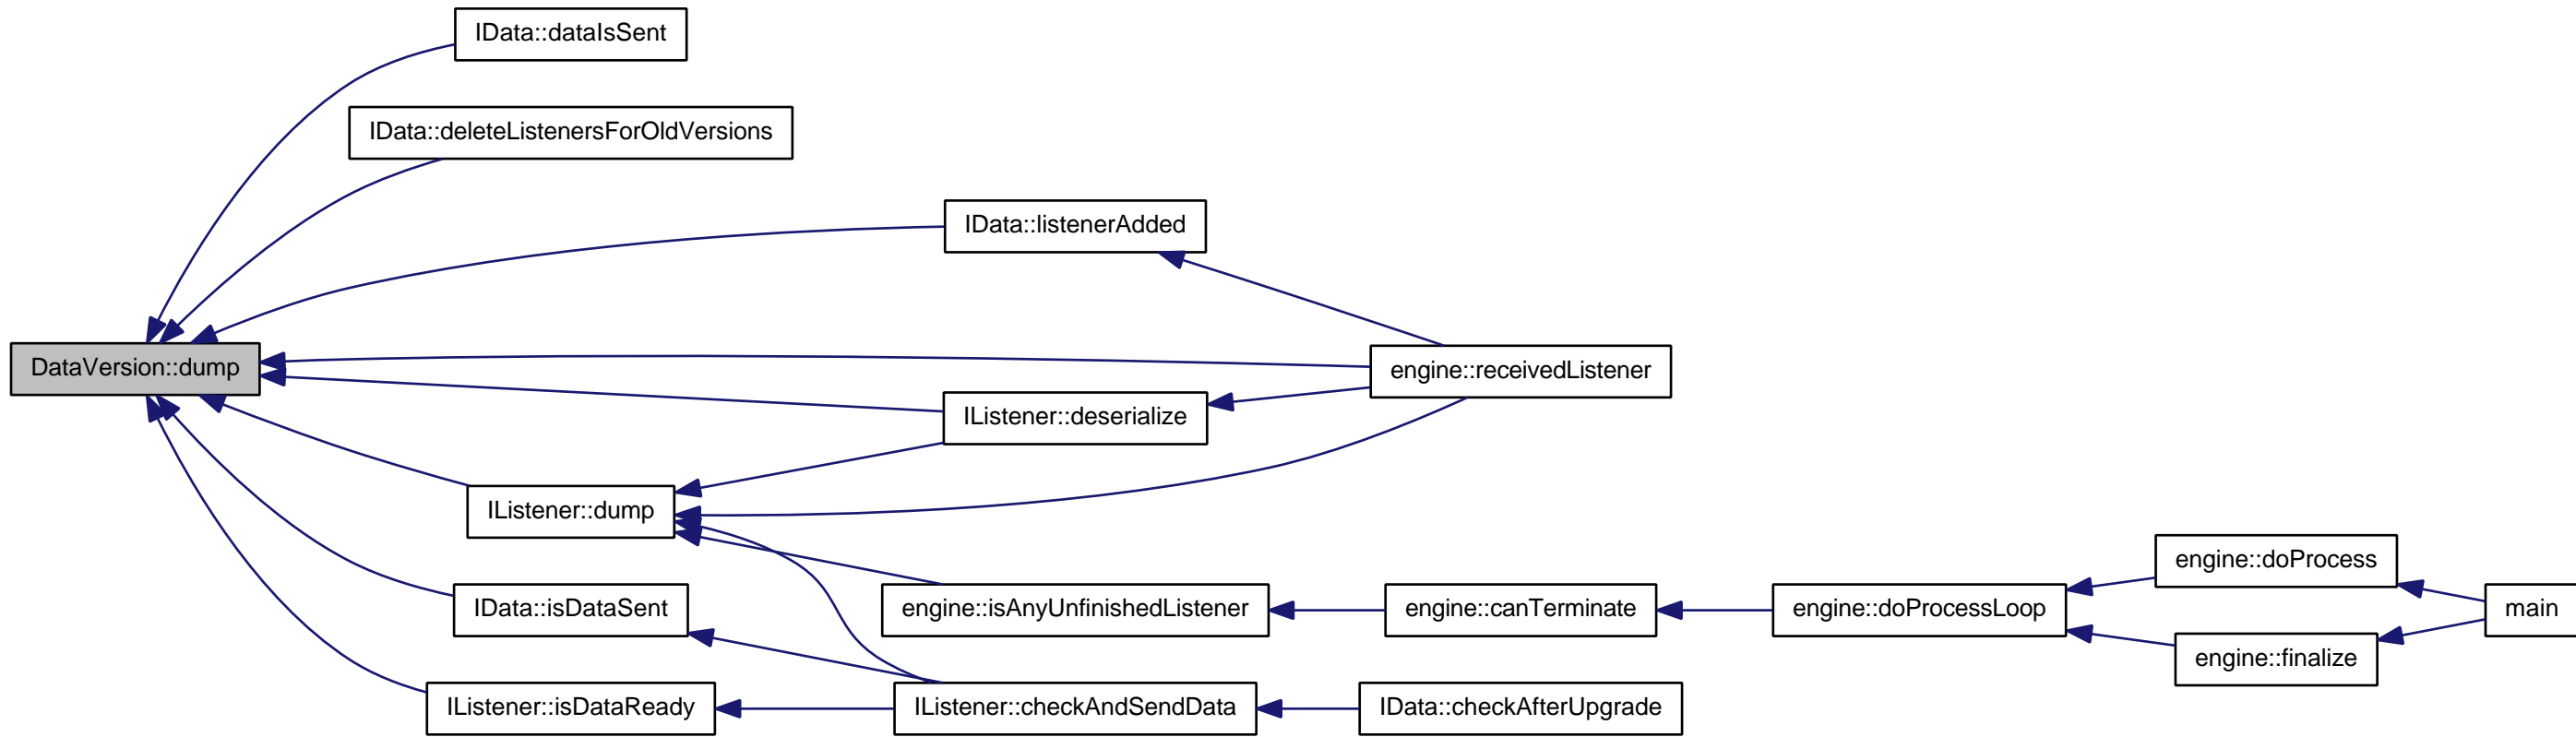 IData::dataIsSent
IData::deleteListenersForOldVersions
IData::listenerAdded
DataVersion::dump
engine::receivedListener
IListener::deserialize
IListener::dump
engine::doProcess
IData::isDataSent
engine::isAnyUnfinishedListener
engine::canTerminate
engine::doProcessLoop
main
engine::finalize
IListener::isDataReady
IListener::checkAndSendData
IData::checkAfterUpgrade